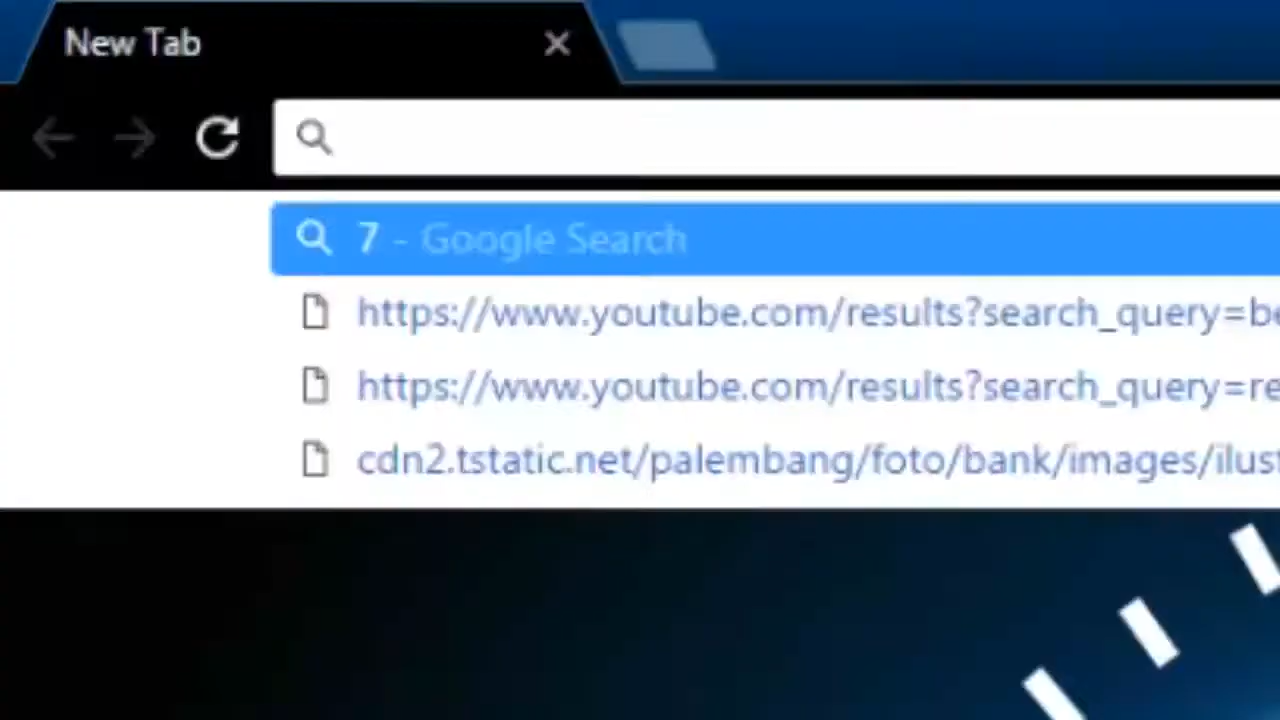 New Tab
7 - Google Search
https://www.youtube.com/results?search_query=be
https://www.youtube.com/results?search_query=re
cdn2.tstatic.net/palembang/foto/bank/images/ilust